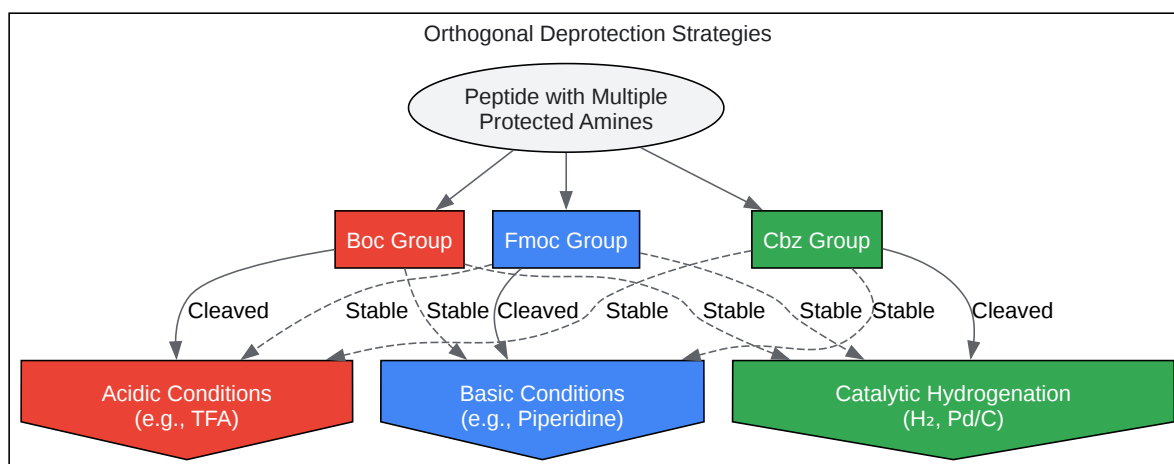 Orthogonal Deprotection Strategies
Peptide with Multiple
Protected Amines
Boc Group
Fmoc Group
Cbz Group
Cleaved
Stable
Stable
Cleaved
Stable
Stable
Stable
Stable
Cleaved
Acidic Conditions
(e.g., TFA)
Basic Conditions
(e.g., Piperidine)
Catalytic Hydrogenation
(H₂, Pd/C)